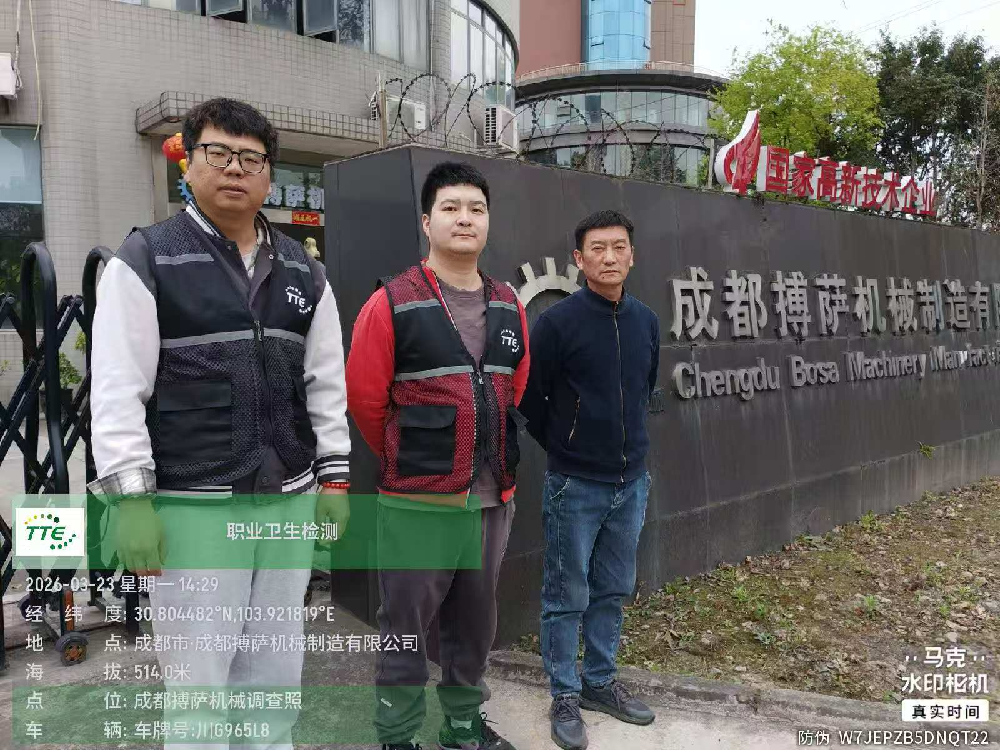 国家高新技术企业
成都搏萨机械制造有限
Chengdu Bosa Machinery Manufactur
搏萨机
TTE
TTE
TTE
职业卫生检测
2026-03-23 星期一 14:29
经纬度: 30.804482°N,103.921819°E
地点: 成都市·成都搏萨机械制造有限公司
海拔: 514.0米
点位: 成都搏萨机械调查照
车辆: 车牌号:川G965L8
马克
水印相机
真实时间
防伪 W7JEPZB5DNQT22